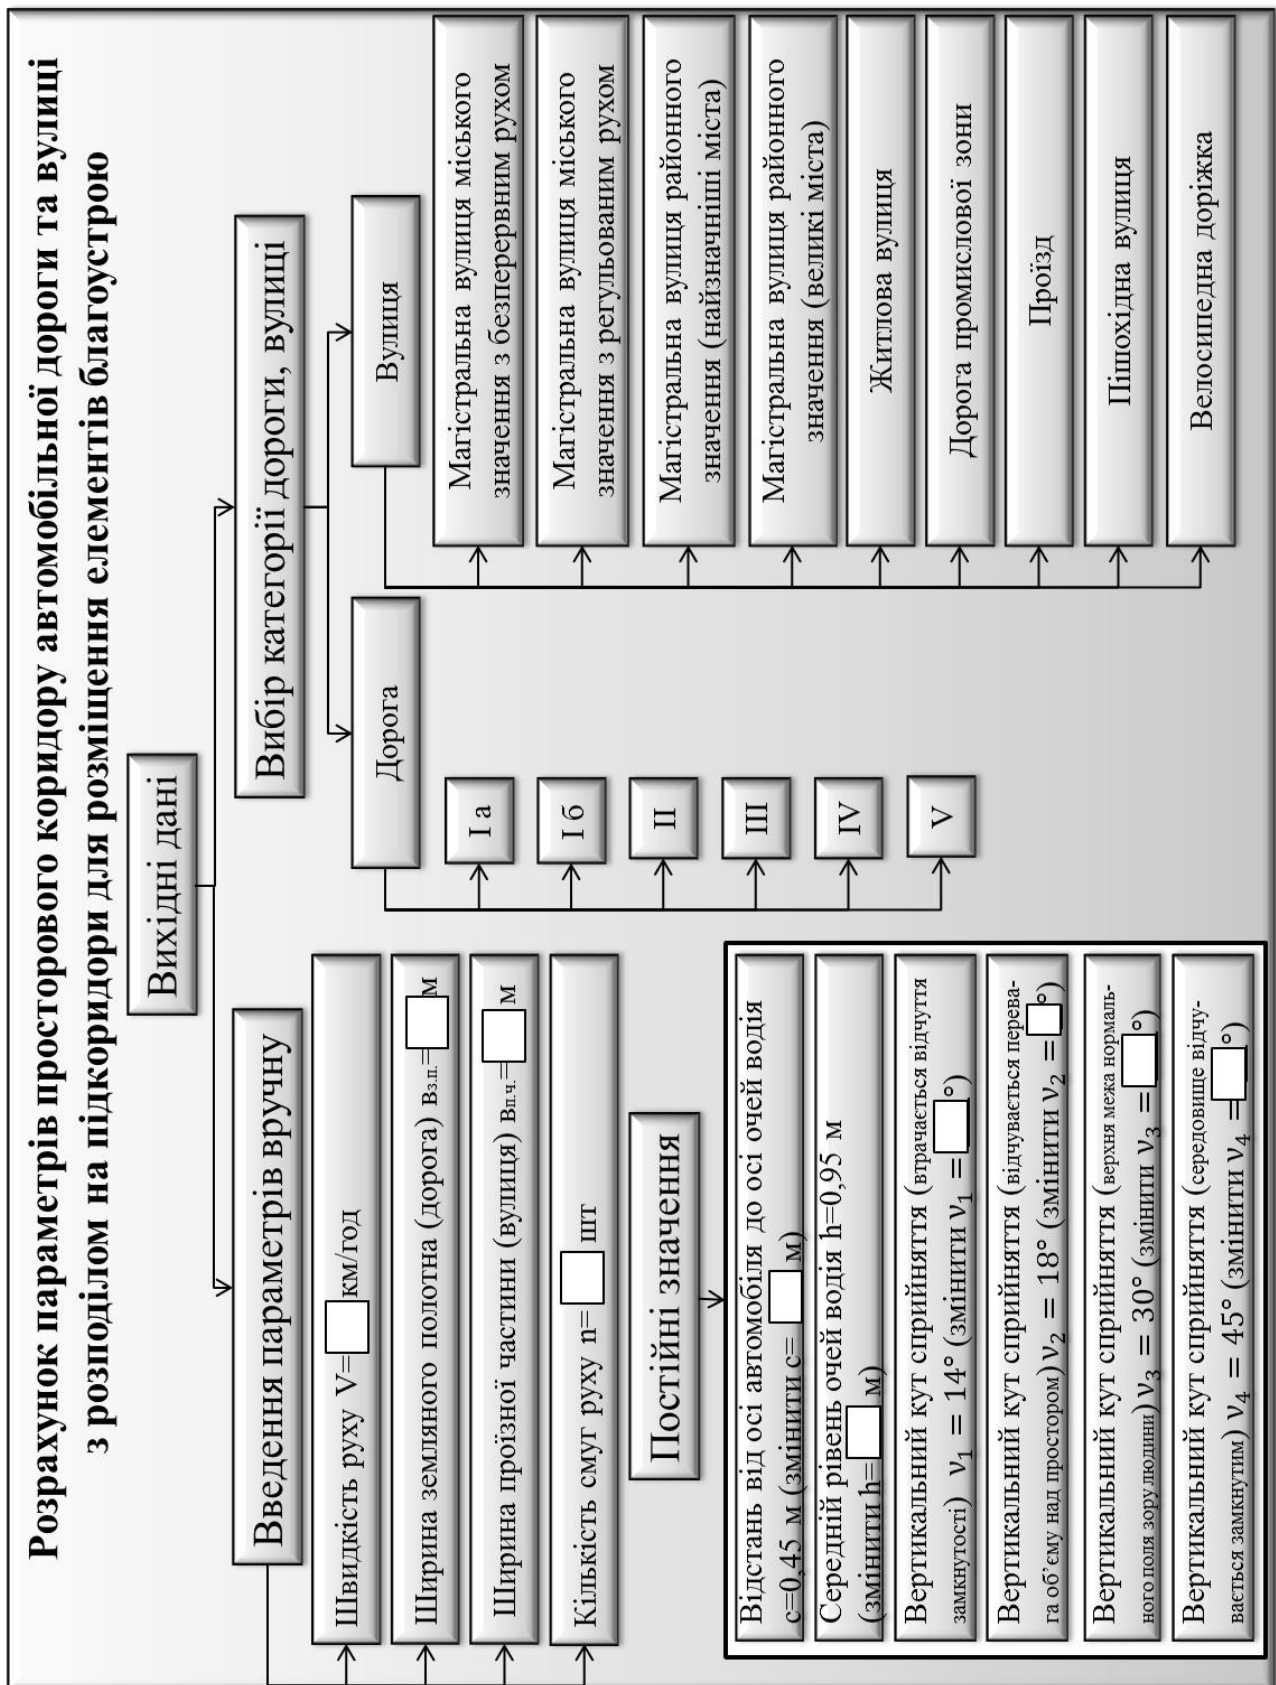 Розрахунок параметрів просторового коридору автомобільної дороги та вулиці
з розподілом на підкоридори для розміщення елементів благоустрою
Вихідні дані
Введення параметрів вручну
Швидкість руху V= км/год
Ширина земляного полотна (дорога) Bз.п.= м
Ширина проїзної частини (вулиця) Bп.ч.= м
Кількість смуг руху n= шт
Постійні значення
Відстань від осі автомобіля до осі очей водія
с=0,45 м (змінити с= м)
Середній рівень очей водія h=0,95 м
(змінити h= м)
Вертикальний кут сприйняття (втрачається відчуття
замкнутості) ν₁ = 14° (змінити ν₁ = °)
Вертикальний кут сприйняття (відчувається перева-
га об’єму над простором) ν₂ = 18° (змінити ν₂ = °)
Вертикальний кут сприйняття (верхня межа нормаль-
ного поля зору людини) ν₃ = 30° (змінити ν₃ = °)
Вертикальний кут сприйняття (середовище відчу-
вається замкнутим) ν₄ = 45° (змінити ν₄ = °)
Вибір категорії дороги, вулиці
Дорога
І а
І б
ІІ
ІІІ
IV
V
Вулиця
Магістральна вулиця міського
значення з безперервним рухом
Магістральна вулиця міського
значення з регульованим рухом
Магістральна вулиця районного
значення (найзначніші міста)
Магістральна вулиця районного
значення (великі міста)
Житлова вулиця
Дорога промислової зони
Проїзд
Пішохідна вулиця
Велосипедна доріжка